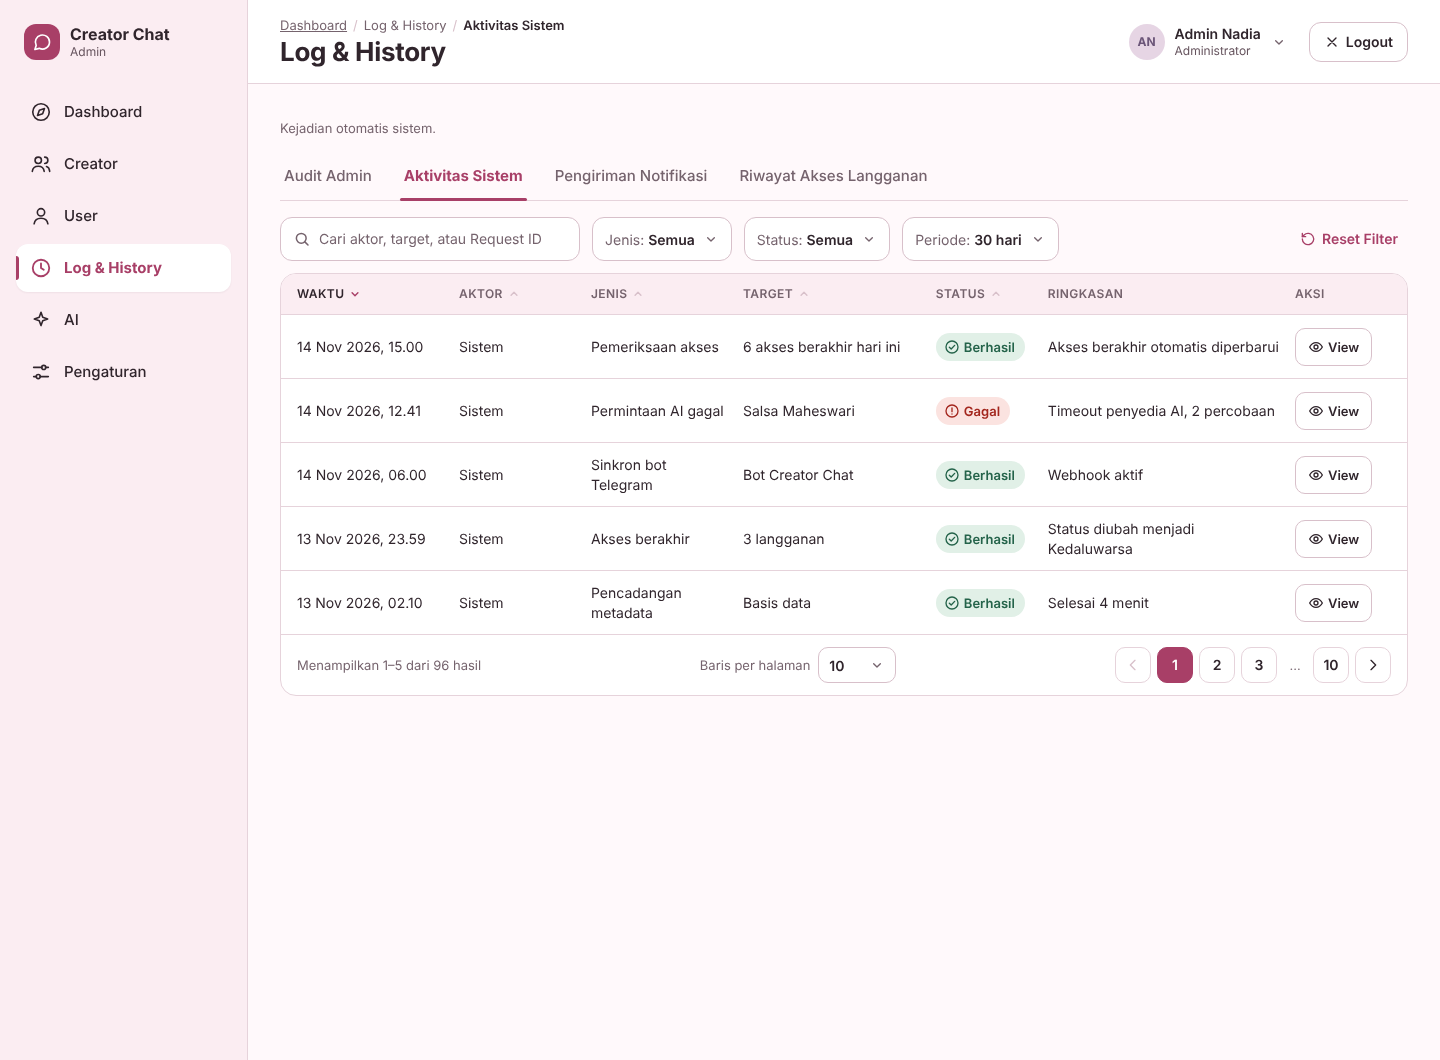 Creator Chat
Admin
Dashboard
Creator
User
Log & History
AI
Pengaturan
Dashboard / Log & History / Aktivitas Sistem
Log & History
AN
Admin Nadia
Administrator
Logout
Kejadian otomatis sistem.
Audit Admin
Aktivitas Sistem
Pengiriman Notifikasi
Riwayat Akses Langganan
Cari aktor, target, atau Request ID
Jenis: Semua
Status: Semua
Periode: 30 hari
Reset Filter
WAKTU AKTOR JENIS TARGET STATUS RINGKASAN AKSI
14 Nov 2026, 15.00 Sistem Pemeriksaan akses 6 akses berakhir hari ini Berhasil Akses berakhir otomatis diperbarui View
14 Nov 2026, 12.41 Sistem Permintaan AI gagal Salsa Maheswari Gagal Timeout penyedia AI, 2 percobaan View
14 Nov 2026, 06.00 Sistem Sinkron bot
Telegram Bot Creator Chat Berhasil Webhook aktif View
13 Nov 2026, 23.59 Sistem Akses berakhir 3 langganan Berhasil Status diubah menjadi
Kedaluwarsa View
13 Nov 2026, 02.10 Sistem Pencadangan
metadata Basis data Berhasil Selesai 4 menit View
Menampilkan 1–5 dari 96 hasil
Baris per halaman 10
1 2 3 ... 10